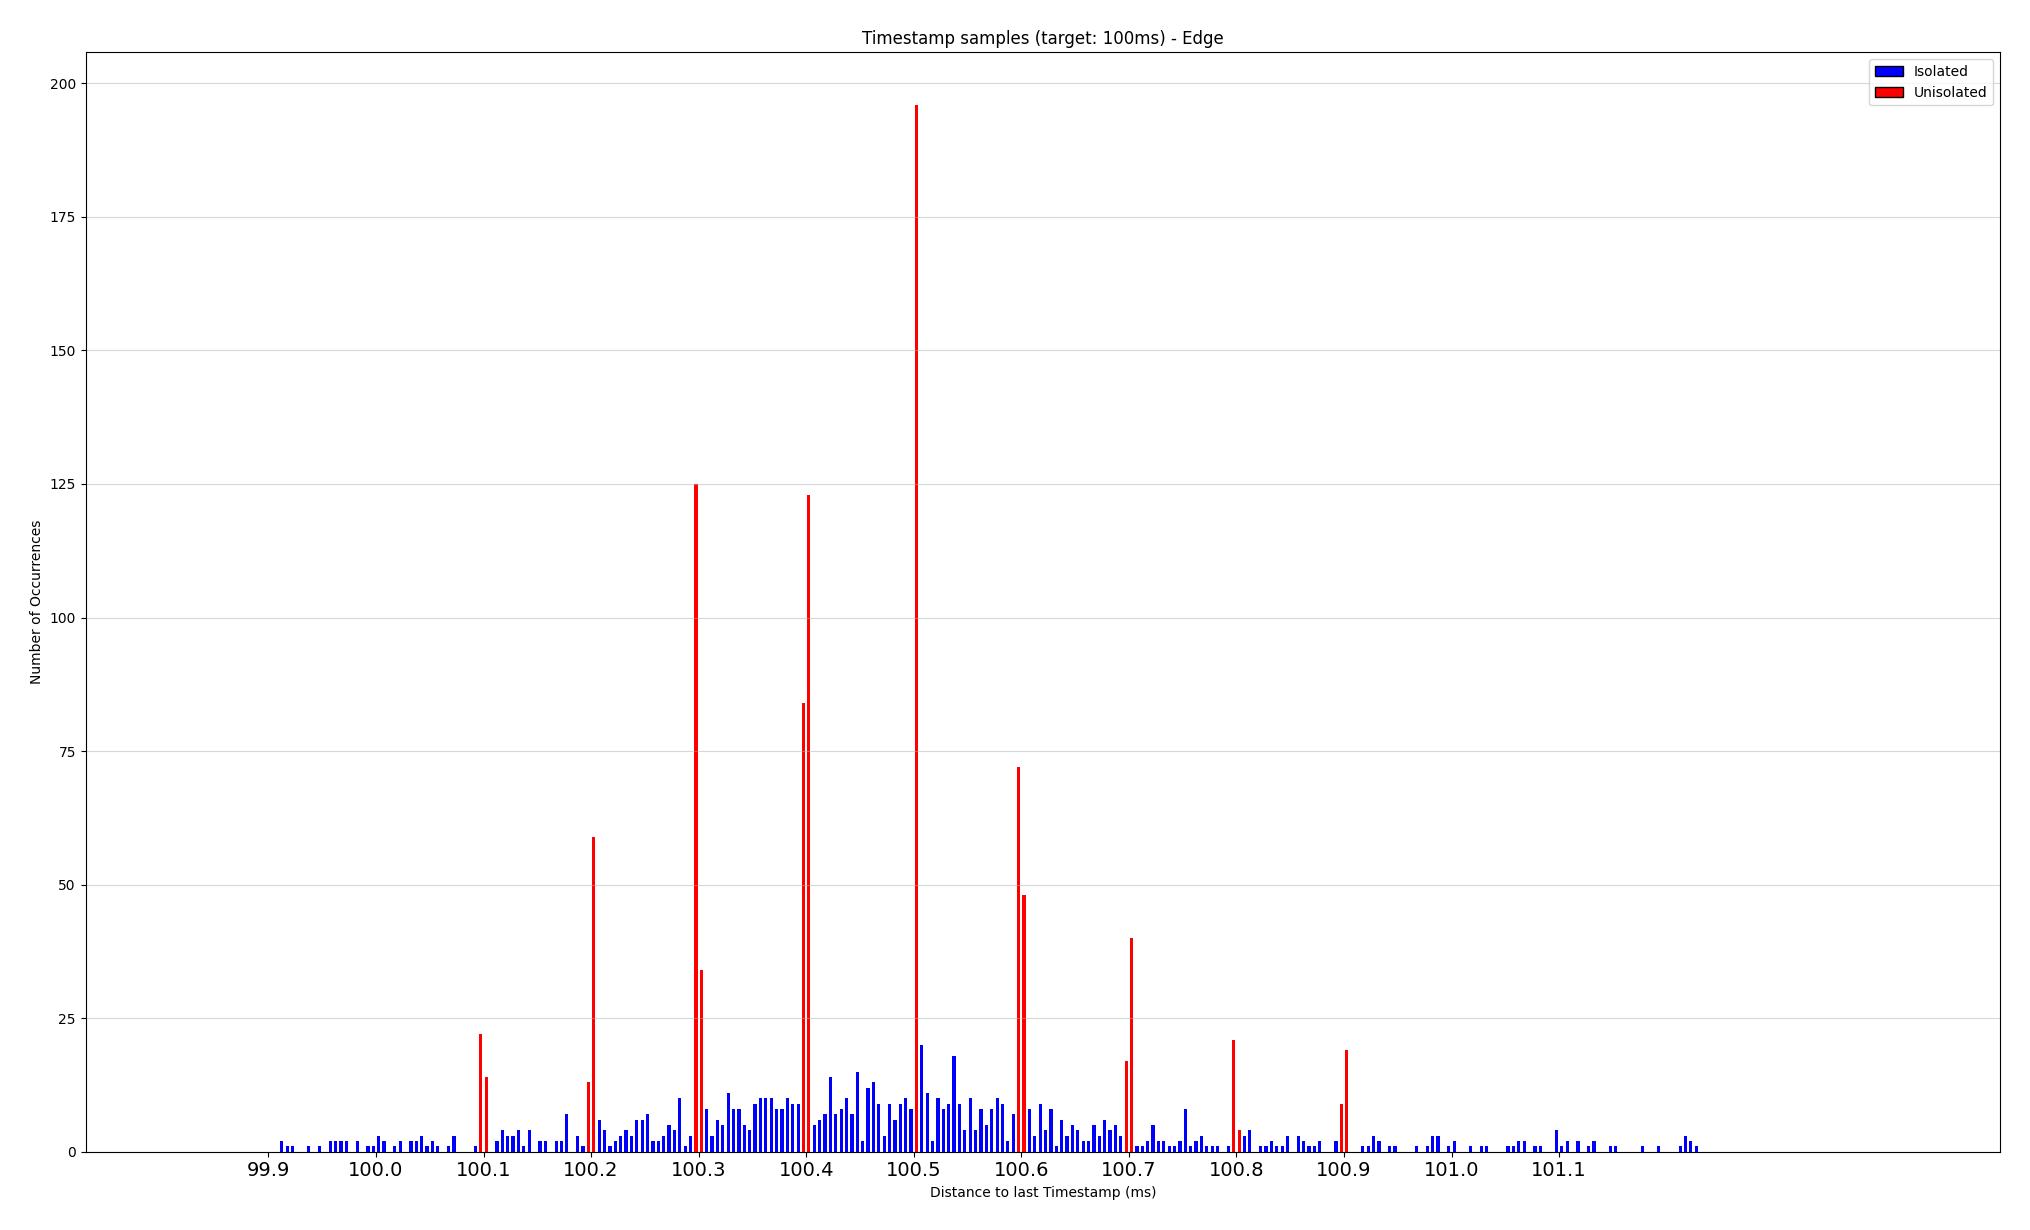 Timestamp samples (target: 100ms) - Edge
Isolated
Unisolated
200
175
150
125
100
75
50
25
0
Number of Occurrences
99.9 100.0 100.1 100.2 100.3 100.4 100.5 100.6 100.7 100.8 100.9 101.0 101.1
Distance to last Timestamp (ms)